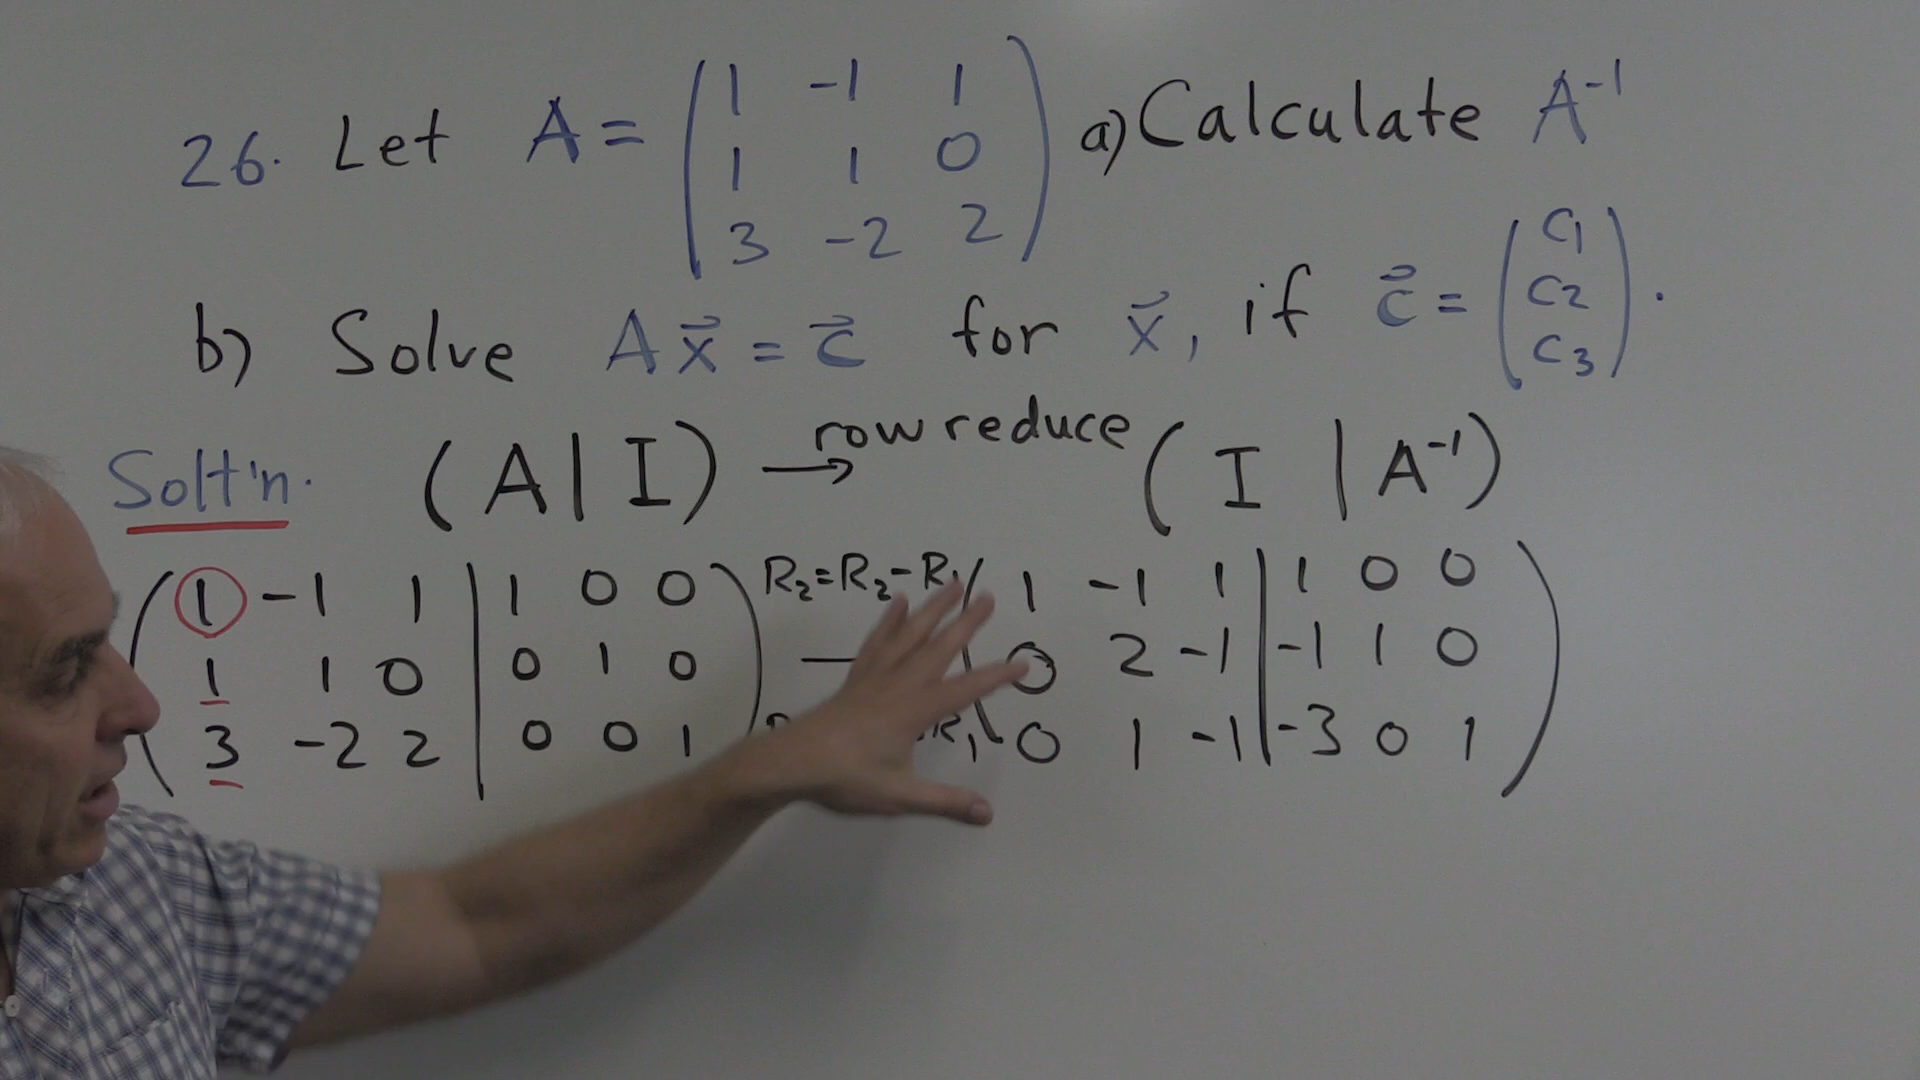 26. Let A = ( 1 -1 1 a) Calculate A⁻¹
1 1 0
3 -2 2 )
b) Solve Ax⃗ = c⃗ for x⃗, if c⃗ = ( c1 c2 c3 ).
Solt'n. (A | I) → row reduce ( I | A⁻¹)
( 1 -1 1 | 1 0 0 ) R₂=R₂-R₁ ( 1 -1 1 | 1 0 0
1 1 0 | 0 1 0 0 2 -1 | -1 1 0
3 -2 2 | 0 0 1 R₁ 0 1 -1 | -3 0 1 )